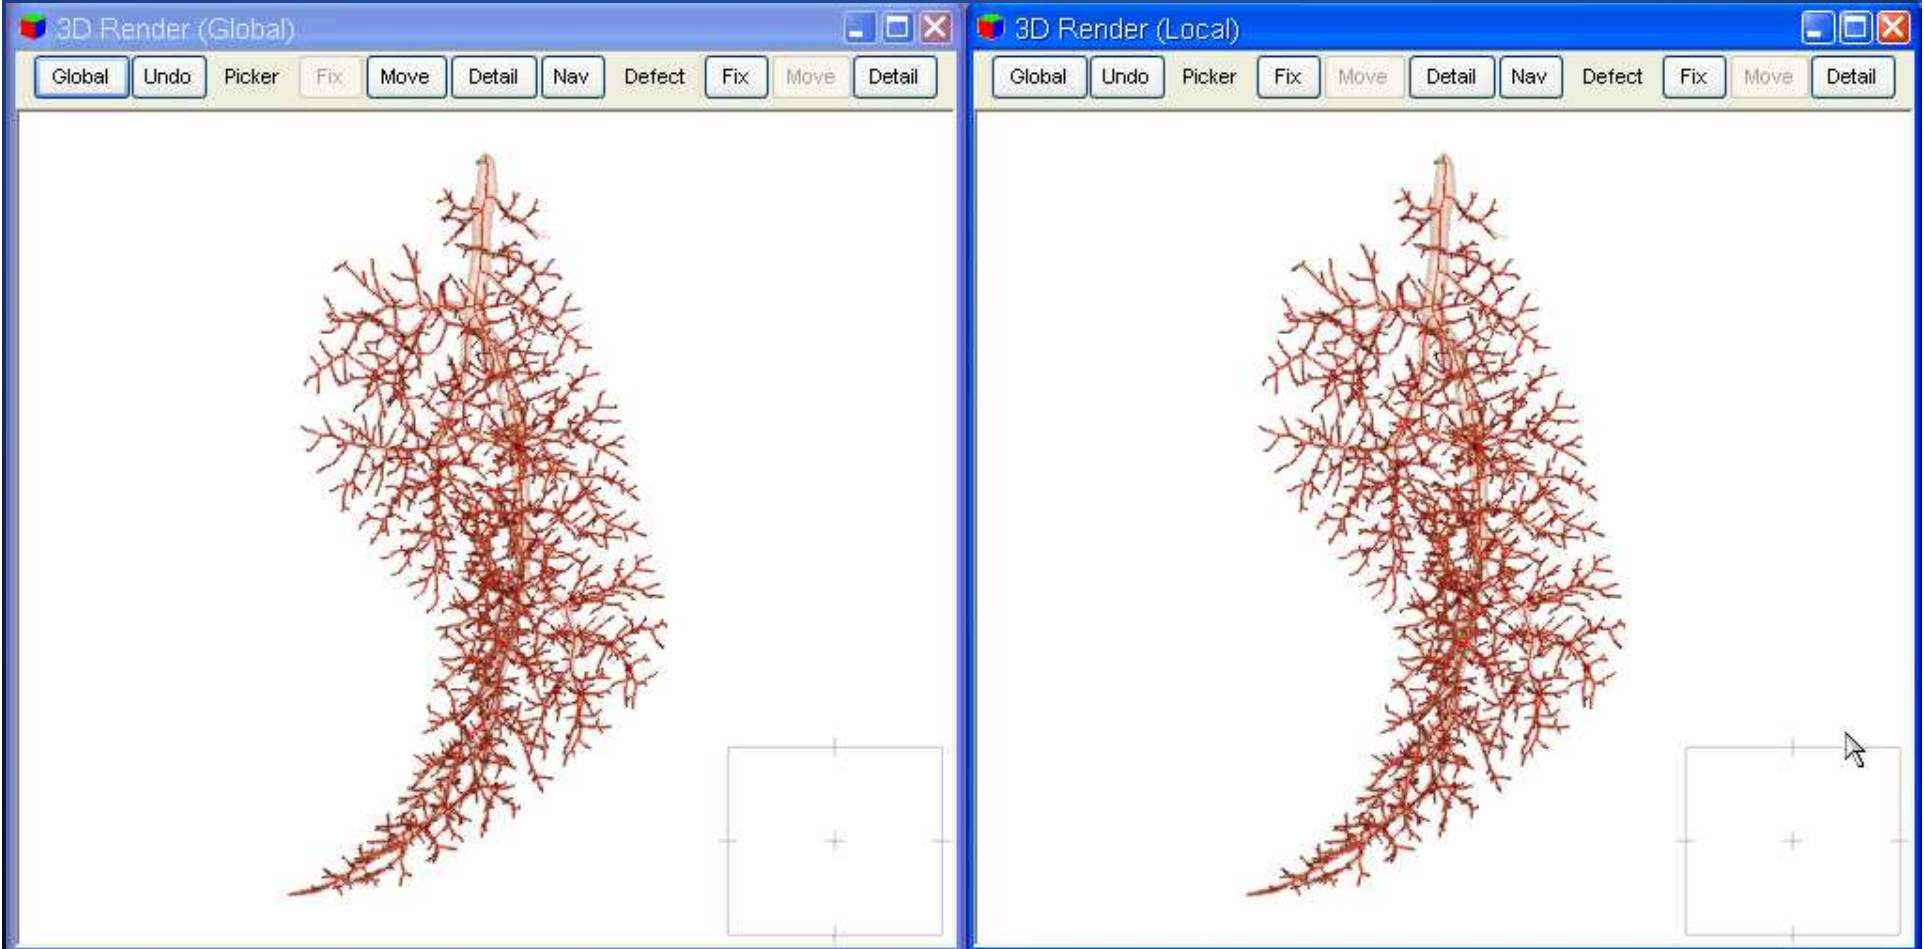 3D Render (Global)
Global Undo Picker Fix Move Detail Nav Defect Fix Move Detail
3D Render (Local)
Global Undo Picker Fix Move Detail Nav Defect Fix Move Detail